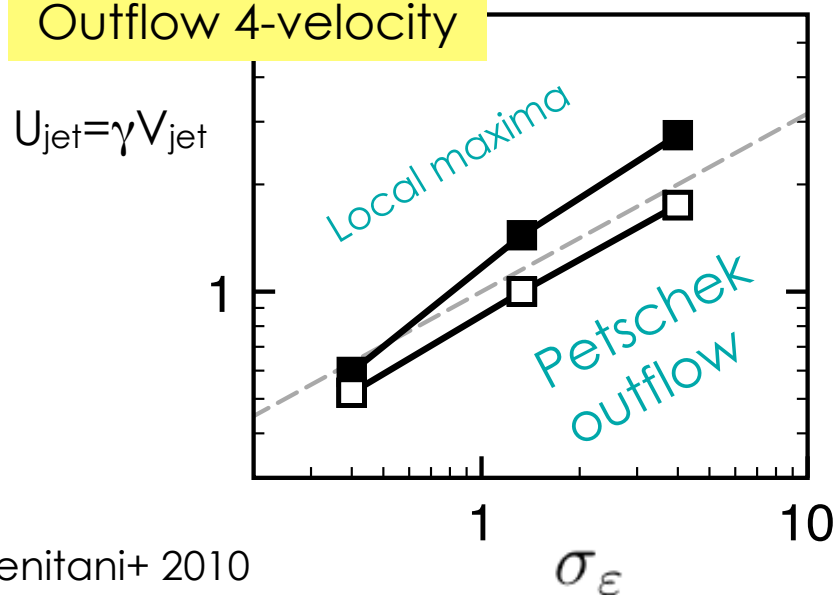 Outflow 4-velocity
Ujet=γVjet
Local maxima
1
Petschek
outflow
1
10
σε
enitani+ 2010